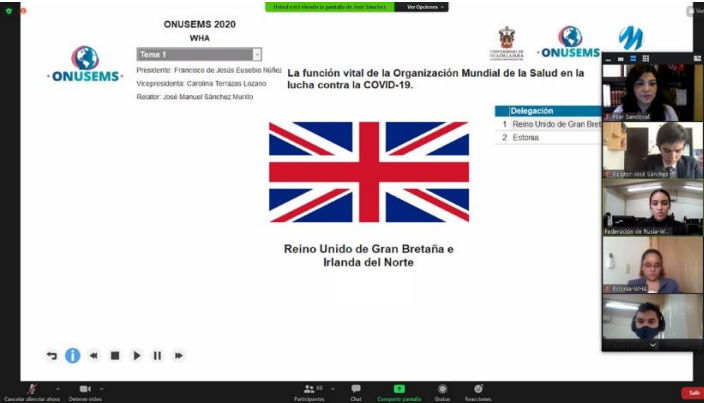 Usted está viendo la pantalla de José Sánchez
Ver Opciones
ONUSEMS 2020
WHA
Tema 1
Presidente: Francisco de Jesús Eusebio Núñez
Vicepresidenta: Carolina Terrazas Lozano
Relator: José Manuel Sánchez Murillo
·ONUSEMS·
UNIVERSIDAD DE
GUADALAJARA
·ONUSEMS
La función vital de la Organización Mundial de la Salud en la
lucha contra la COVID-19.
Delegación
1 Reino Unido de Gran Bret
2 Estonia
Reino Unido de Gran Bretaña e
Irlanda del Norte
Pilar Sandoval
Relator-José Sánchez
Federación de Rusia-W...
Estonia-WHA
Cancelar silenciar ahora
Detener video
Participantes
Chat
Compartir pantalla
Grabar
Reacciones
Salir